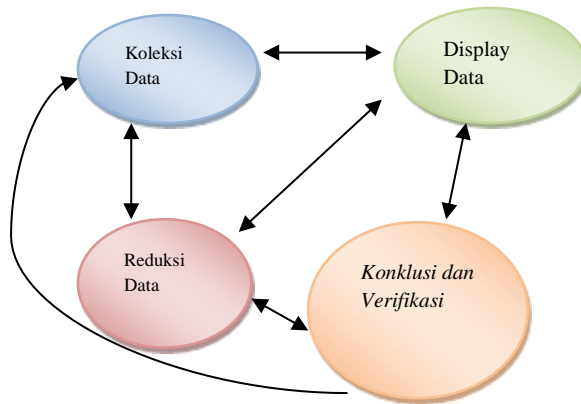 Koleksi
Data
Display
Data
Reduksi
Data
Konklusi dan
Verifikasi